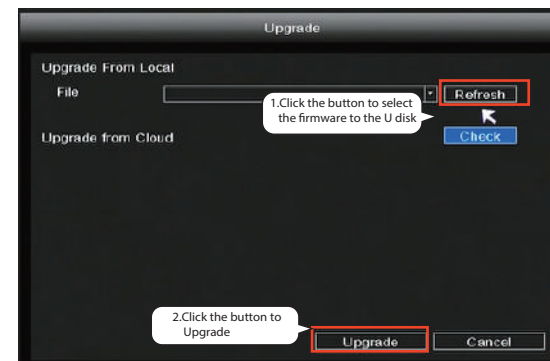 Upgrade
Upgrade From Local
File
Refresh
1.Click the button to select
the firmware to the U disk
Upgrade from Cloud
Check
2.Click the button to
Upgrade
Upgrade
Cancel